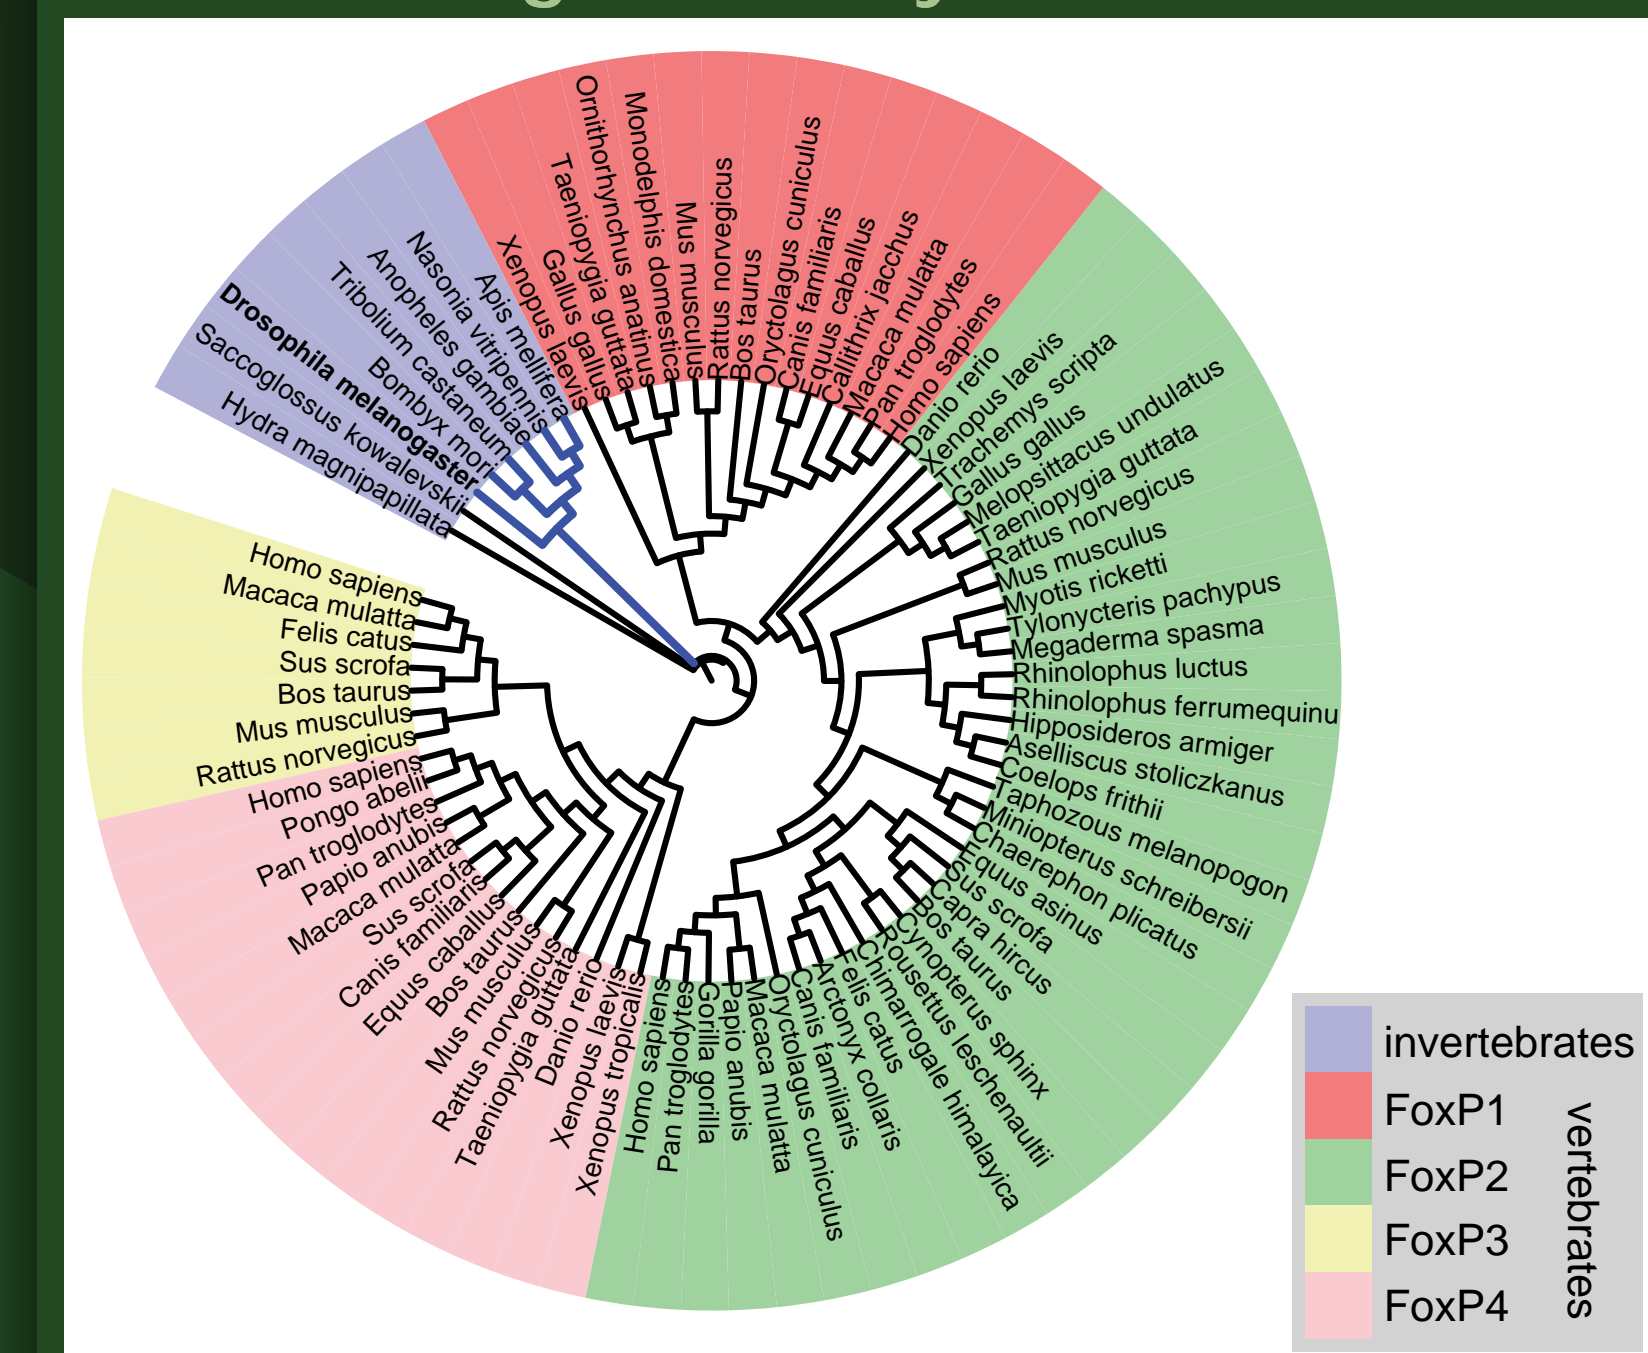 Hydra magnipapillata
Saccoglossus kowalevskii
Drosophila melanogaster
Bombyx mori
Tribolium castaneum
Anopheles gambiae
Nasonia vitripennis
Apis mellifera
Xenopus laevis
Gallus gallus
Taeniopygia guttata
Ornithorhynchus anatinus
Monodelphis domestica
Mus musculus
Rattus norvegicus
Bos taurus
Oryctolagus cuniculus
Canis familiaris
Equus caballus
Callithrix jacchus
Macaca mulatta
Pan troglodytes
Homo sapiens
Danio rerio
Xenopus laevis
Trachemys scripta
Gallus gallus
Melopsittacus undulatus
Taeniopygia guttata
Rattus norvegicus
Mus musculus
Myotis ricketti
Tylonycteris pachypus
Megaderma spasma
Rhinolophus luctus
Rhinolophus ferrumequinu
Hipposideros armiger
Aselliscus stoliczkanus
Coelops frithii
Taphozous melanopogon
Miniopterus schreibersii
Chaerephon plicatus
Equus asinus
Sus scrofa
Capra hircus
Bos taurus
Cynopterus sphinx
Rousettus leschenaultii
Chimarrogale himalayica
Felis catus
Arctonyx collaris
Canis familiaris
Oryctolagus cuniculus
Macaca mulatta
Papio anubis
Gorilla gorilla
Pan troglodytes
Homo sapiens
Xenopus tropicalis
Xenopus laevis
Danio rerio
Taeniopygia guttata
Rattus norvegicus
Mus musculus
Bos taurus
Equus caballus
Canis familiaris
Sus scrofa
Macaca mulatta
Papio anubis
Pan troglodytes
Pongo abelii
Homo sapiens
Rattus norvegicus
Mus musculus
Bos taurus
Sus scrofa
Felis catus
Macaca mulatta
Homo sapiens
invertebrates
FoxP1
FoxP2
FoxP3
FoxP4
vertebrates